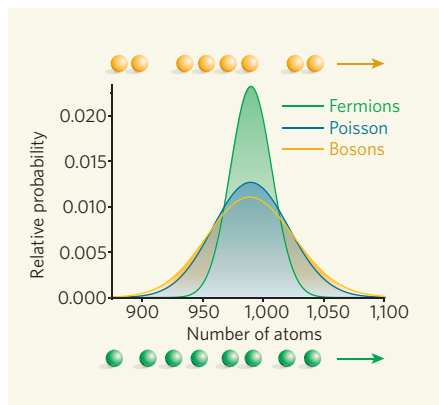 Fermions
Poisson
Bosons
Relative probability
0.020
0.015
0.010
0.005
0.000
900 950 1,000 1,050 1,100
Number of atoms